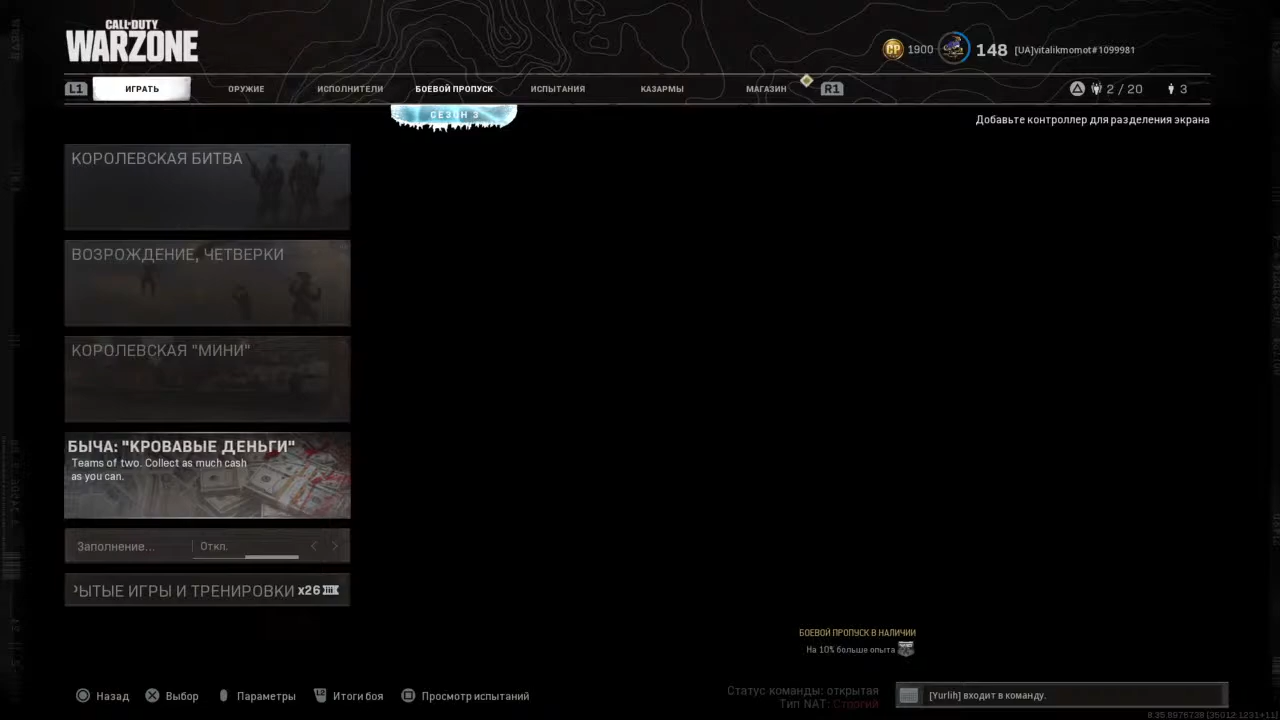 CALL OF DUTY
WARZONE
CP 1900 148 [UA]vitalikmomot#1099981
L1 ИГРАТЬ ОРУЖИЕ ИСПОЛНИТЕЛИ БОЕВОЙ ПРОПУСК ИСПЫТАНИЯ КАЗАРМЫ МАГАЗИН R1 2 / 20 3
СЕЗОН 3
Добавьте контроллер для разделения экрана
КОРОЛЕВСКАЯ БИТВА
ВОЗРОЖДЕНИЕ, ЧЕТВЕРКИ
КОРОЛЕВСКАЯ "МИНИ"
БЫЧА: "КРОВАВЫЕ ДЕНЬГИ"
Teams of two. Collect as much cash
as you can.
Заполнение... Откл.
ЫТЫЕ ИГРЫ И ТРЕНИРОВКИ x26
БОЕВОЙ ПРОПУСК В НАЛИЧИИ
На 10% больше опыта
Назад Выбор Параметры L2 Итоги боя Просмотр испытаний
Статус команды: открытая
Тип NAT: Строгий
[Yurlih] входит в команду.